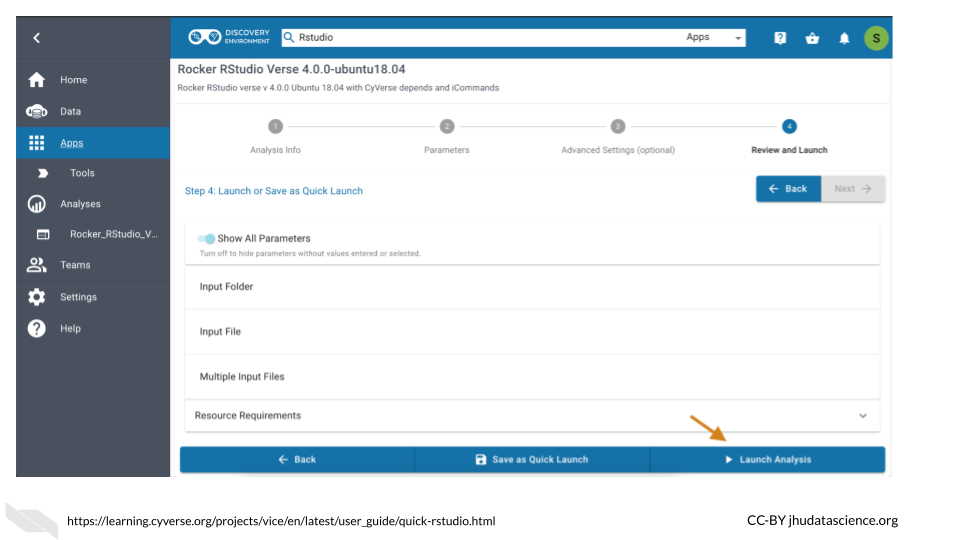 DISCOVERY
ENVIRONMENT
Rstudio
Apps
?
S
Home
Data
Apps
Tools
Analyses
Rocker_RStudio_V...
Teams
Settings
? Help
Rocker RStudio Verse 4.0.0-ubuntu18.04
Rocker RStudio verse v 4.0.0 Ubuntu 18.04 with CyVerse depends and iCommands
1 2 3 4
Analysis Info Parameters Advanced Settings (optional) Review and Launch
Step 4: Launch or Save as Quick Launch
← Back Next →
Show All Parameters
Turn off to hide parameters without values entered or selected.
Input Folder
Input File
Multiple Input Files
Resource Requirements
← Back Save as Quick Launch Launch Analysis
https://learning.cyverse.org/projects/vice/en/latest/user_guide/quick-rstudio.html CC-BY jhudatascience.org